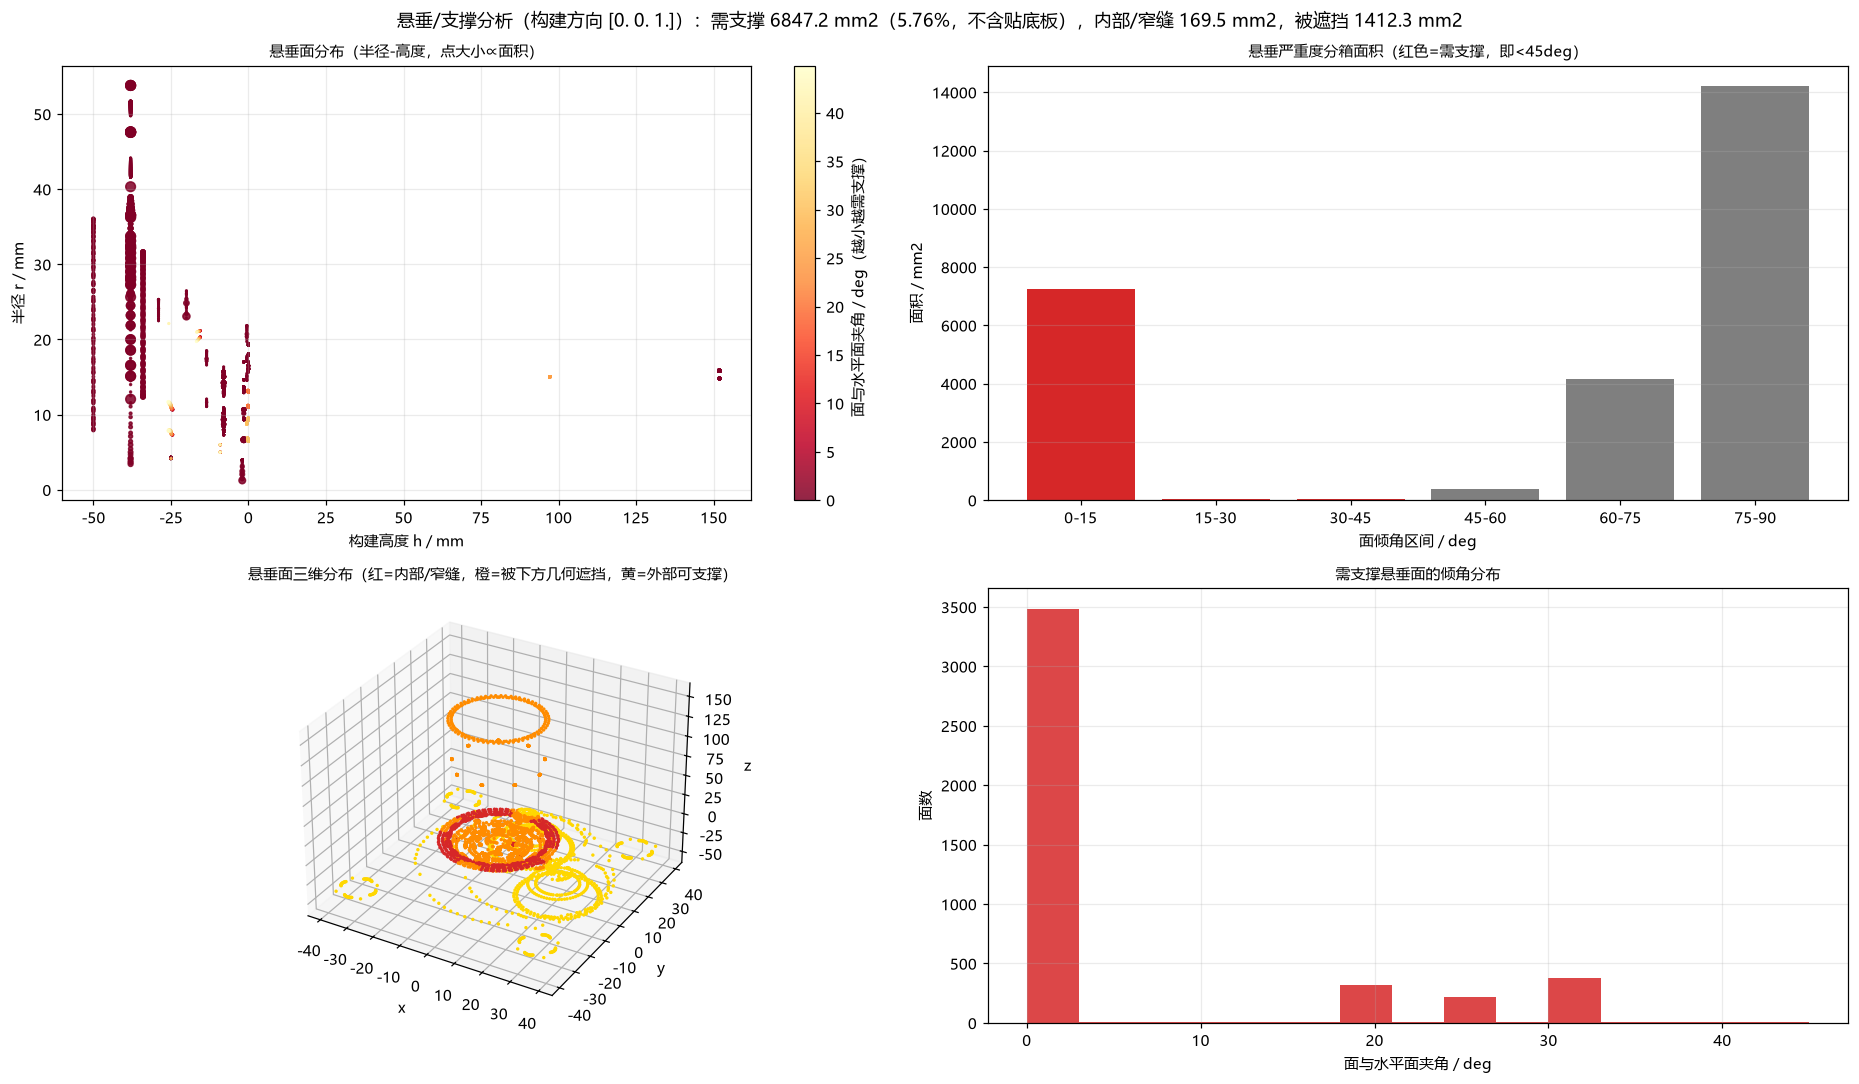 悬垂/支撑分析（构建方向 [0. 0. 1.]）: 需支撑 6847.2 mm2（5.76%，不含贴底板），内部/窄缝 169.5 mm2，被遮挡 1412.3 mm2
悬垂面分布（半径-高度，点大小∝面积）
50
40
30
20
10
0
半径 r / mm
-50 -25 0 25 50 75 100 125 150
构建高度 h / mm
40
35
30
25
20
15
10
5
0
面与水平面夹角 / deg（越小越需支撑）
悬垂严重度分箱面积（红色=需支撑，即<45deg）
14000
12000
10000
8000
6000
4000
2000
0
面积 / mm2
0-15 15-30 30-45 45-60 60-75 75-90
面倾角区间 / deg
悬垂面三维分布（红=内部/窄缝，橙=被下方几何遮挡，黄=外部可支撑）
150
125
100
75
50
25
0
-25
-50
z
40
30
20
10
0
-10
-20
-30
-40
y
-40 -30 -20 -10 0 10 20 30 40
x
需支撑悬垂面的倾角分布
3500
3000
2500
2000
1500
1000
500
0
面数
0 10 20 30 40
面与水平面夹角 / deg